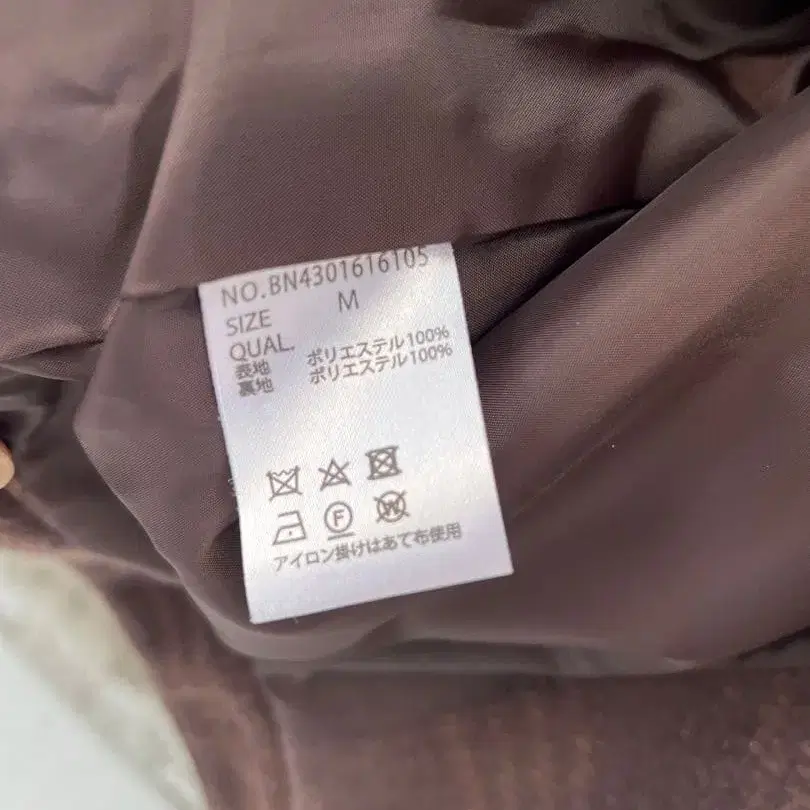 NO.BN4301616105
SIZE M
QUAL.
表地 ポリエステル100%
裏地 ポリエステル100%
F W
アイロン掛けはあて布使用